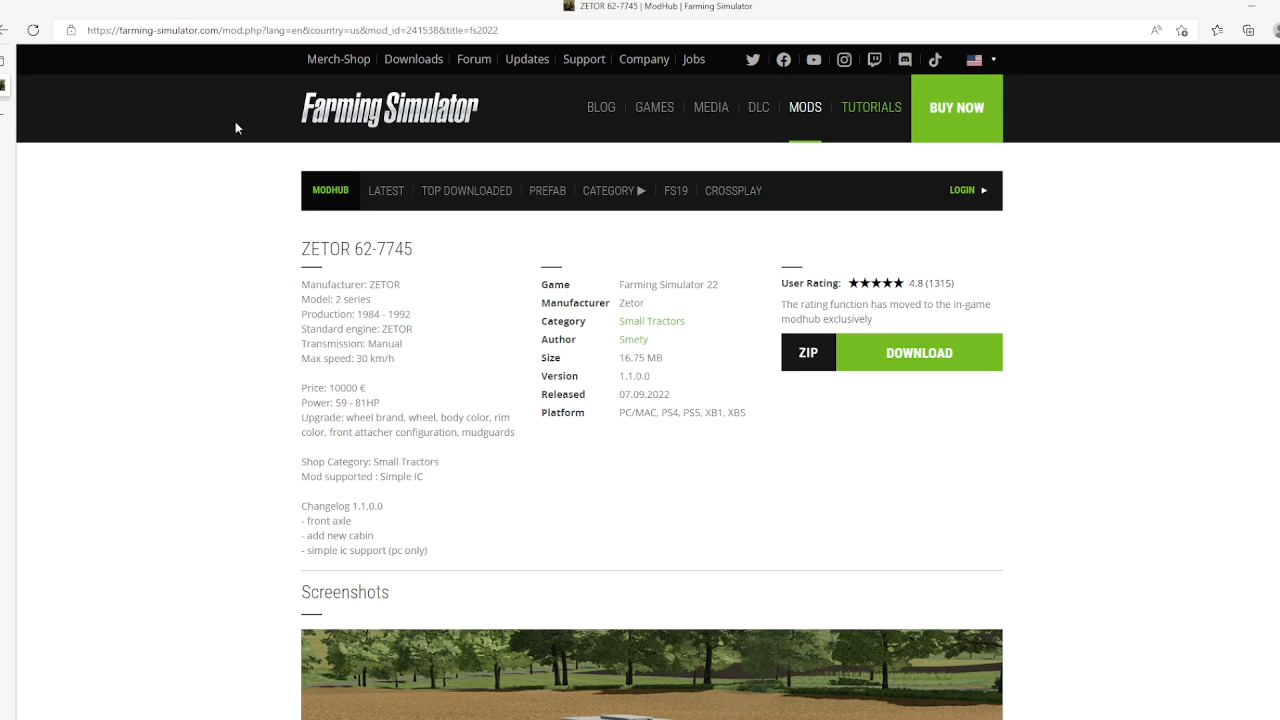 ZETOR 62-7745 | ModHub | Farming Simulator
https://farming-simulator.com/mod.php?lang=en&country=us&mod_id=241538&title=fs2022
Merch-Shop Downloads Forum Updates Support Company Jobs
Farming Simulator
BLOG GAMES MEDIA DLC MODS TUTORIALS BUY NOW
MODHUB LATEST TOP DOWNLOADED PREFAB CATEGORY ▶ FS19 CROSSPLAY LOGIN ►
ZETOR 62-7745
Manufacturer: ZETOR
Model: 2 series
Production: 1984 - 1992
Standard engine: ZETOR
Transmission: Manual
Max speed: 30 km/h
Price: 10000 €
Power: 59 - 81HP
Upgrade: wheel brand, wheel, body color, rim
color, front attacher configuration, mudguards
Shop Category: Small Tractors
Mod supported : Simple IC
Changelog 1.1.0.0
- front axle
- add new cabin
- simple ic support (pc only)
Game Farming Simulator 22
Manufacturer Zetor
Category Small Tractors
Author Smety
Size 16.75 MB
Version 1.1.0.0
Released 07.09.2022
Platform PC/MAC, PS4, PS5, XB1, XBS
User Rating: ★★★★★ 4.8 (1315)
The rating function has moved to the in-game
modhub exclusively
ZIP DOWNLOAD
Screenshots